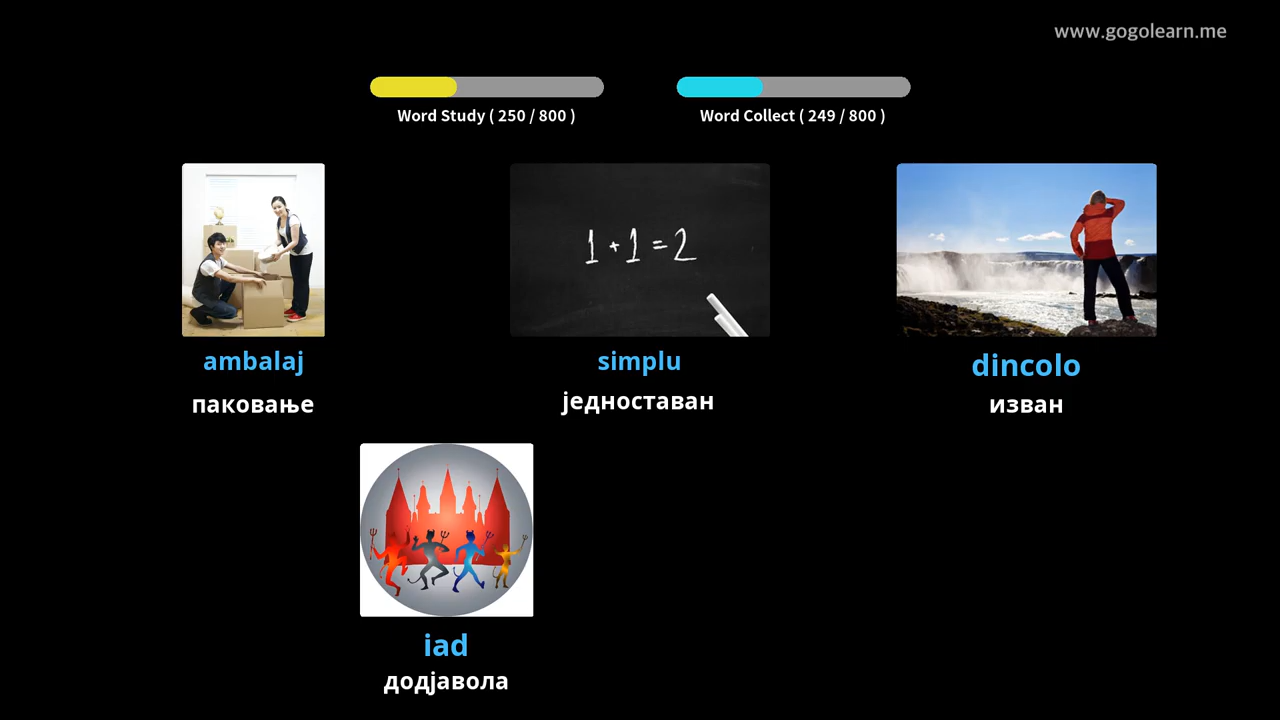 www.gogolearn.me
Word Study ( 250 / 800 )
Word Collect ( 249 / 800 )
1 + 1 = 2
ambalaj
simplu
dincolo
паковање
једноставан
изван
iad
додјавола